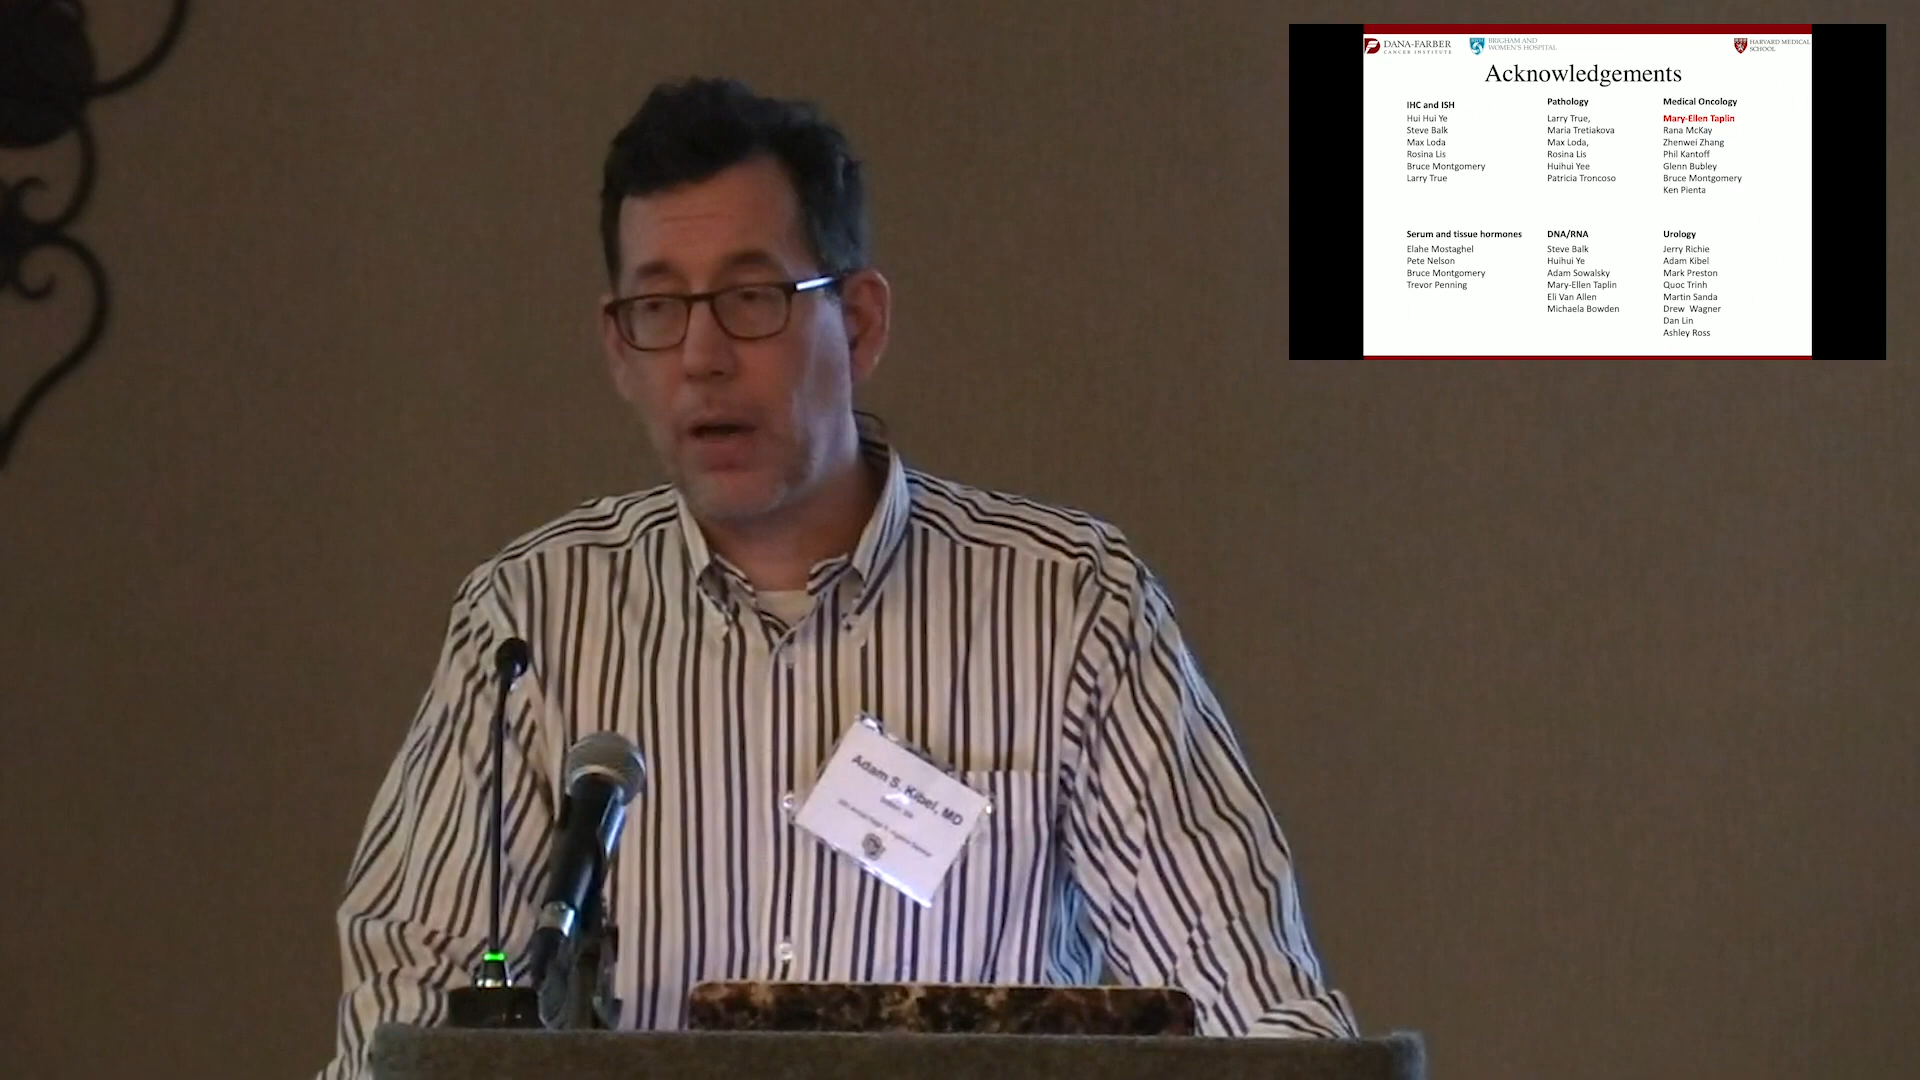 DANA-FARBER
CANCER INSTITUTE
BRIGHAM AND
WOMEN'S HOSPITAL
HARVARD MEDICAL
SCHOOL
Acknowledgements
IHC and ISH
Hui Hui Ye
Steve Balk
Max Loda
Rosina Lis
Bruce Montgomery
Larry True
Pathology
Larry True,
Maria Tretiakova
Max Loda,
Rosina Lis
Huihui Yee
Patricia Troncoso
Medical Oncology
Mary-Ellen Taplin
Rana McKay
Zhenwei Zhang
Phil Kantoff
Glenn Bubley
Bruce Montgomery
Ken Pienta
Serum and tissue hormones
Elahe Mostaghel
Pete Nelson
Bruce Montgomery
Trevor Penning
DNA/RNA
Steve Balk
Huihui Ye
Adam Sowalsky
Mary-Ellen Taplin
Eli Van Allen
Michaela Bowden
Urology
Jerry Richie
Adam Kibel
Mark Preston
Quoc Trinh
Martin Sanda
Drew Wagner
Dan Lin
Ashley Ross
Adam S. Kibel, MD